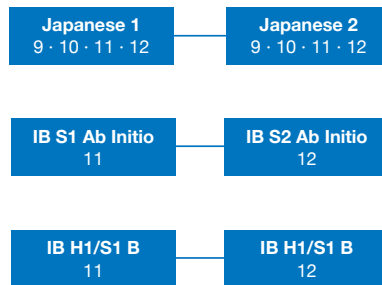 Japanese 1
9 · 10 · 11 · 12
Japanese 2
9 · 10 · 11 · 12
IB S1 Ab Initio
11
IB S2 Ab Initio
12
IB H1/S1 B
11
IB H1/S1 B
12